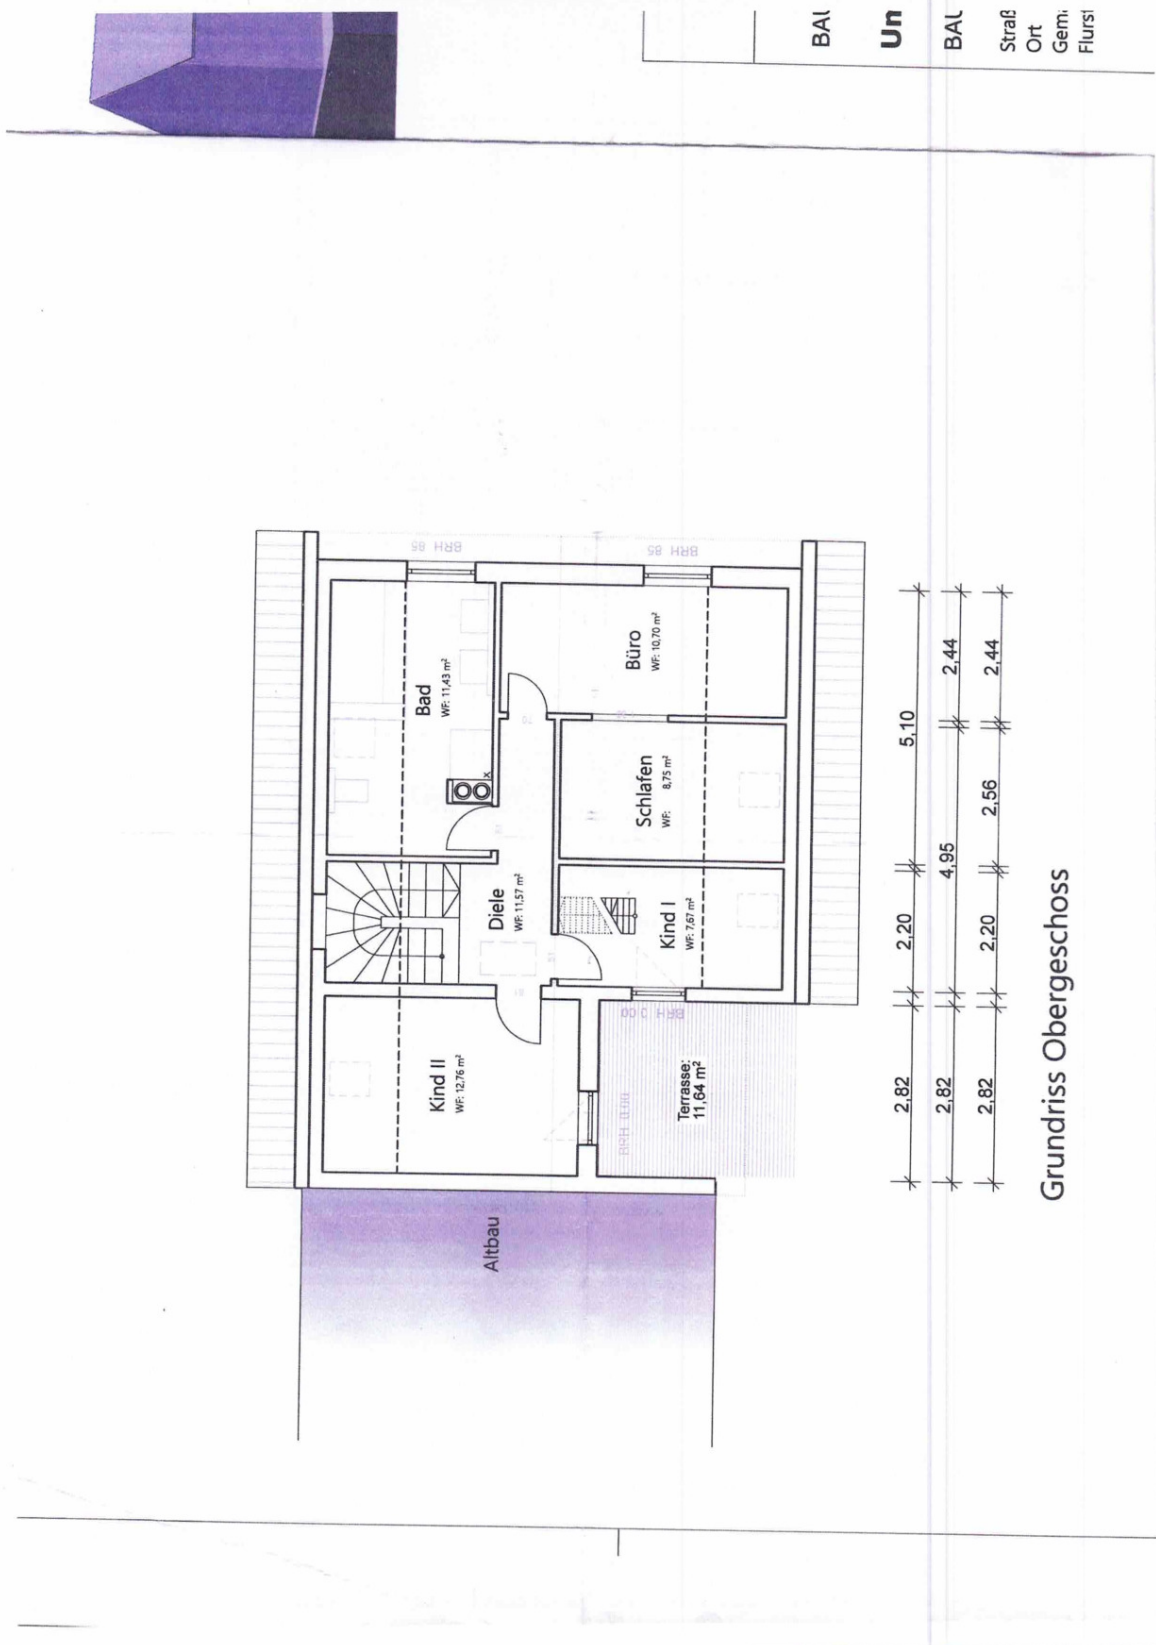 BAU
Un
BAU
Straß
Ort
Gem
Flurst
BRH 85
BRH 85
Bad
WF: 11,43 m²
Büro
WF: 10,70 m²
Schlafen
WF: 8,75 m²
Diele
WF: 11,57 m²
Kind I
WF: 7,67 m²
Kind II
WF: 12,76 m²
BRH 0.00
BRH 0.00
Terrasse:
11,64 m²
Altbau
2,82 2,20 5,10
2,82 4,95 2,44
2,82 2,20 2,56 2,44
Grundriss Obergeschoss